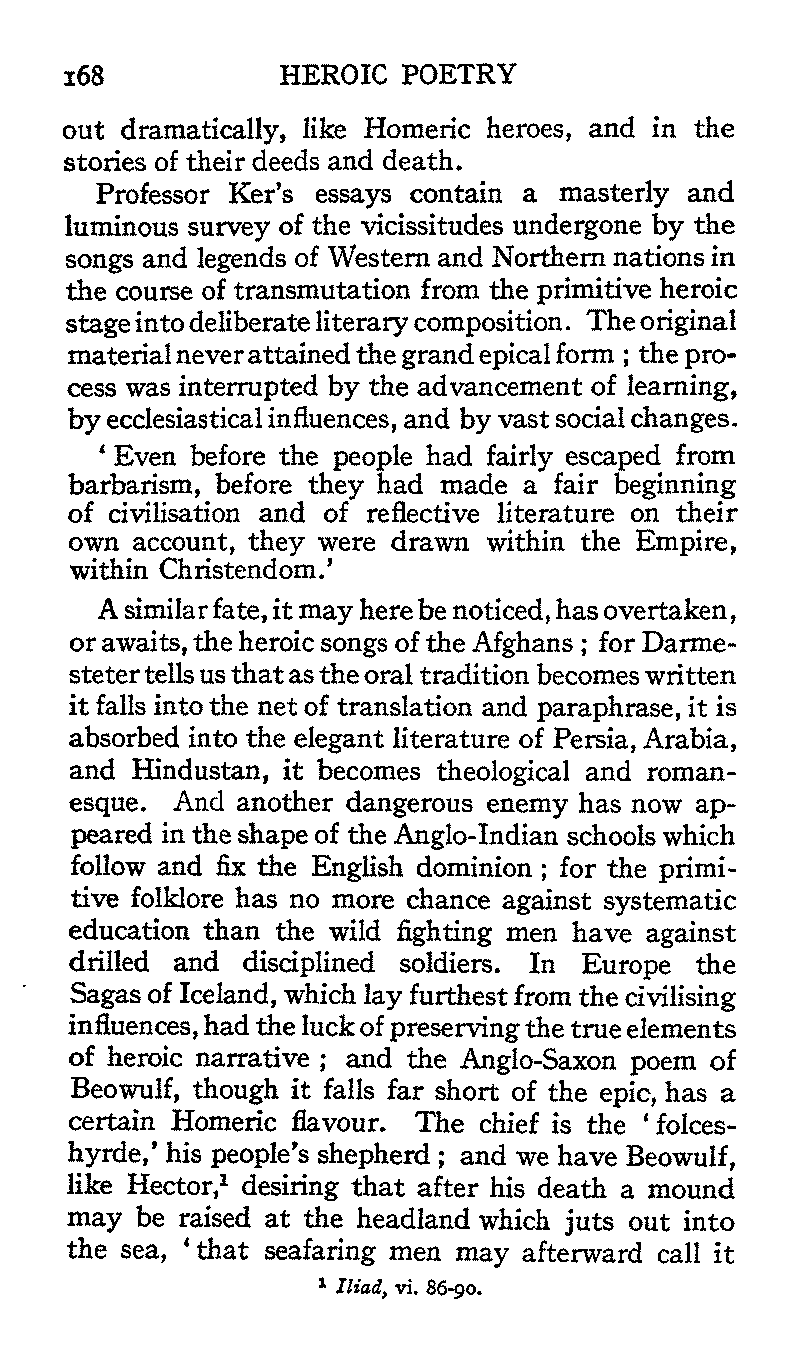 168 HEROIC POETRY
out dramatically, like Homeric heroes, and in the
stories of their deeds and death.
Professor Ker's essays contain a masterly and
luminous survey of the vicissitudes undergone by the
songs and legends of Western and Northern nations in
the course of transmutation from the primitive heroic
stage into deliberate literary composition. The original
material never attained the grand epical form ; the pro-
cess was interrupted by the advancement of learning,
by ecclesiastical influences, and by vast social changes.
‘ Even before the people had fairly escaped from
barbarism, before they had made a fair beginning
of civilisation and of reflective literature on their
own account, they were drawn within the Empire,
within Christendom.’
A similar fate, it may here be noticed, has overtaken,
or awaits, the heroic songs of the Afghans ; for Darme-
steter tells us that as the oral tradition becomes written
it falls into the net of translation and paraphrase, it is
absorbed into the elegant literature of Persia, Arabia,
and Hindustan, it becomes theological and roman-
esque. And another dangerous enemy has now ap-
peared in the shape of the Anglo-Indian schools which
follow and fix the English dominion ; for the primi-
tive folklore has no more chance against systematic
education than the wild fighting men have against
drilled and disciplined soldiers. In Europe the
Sagas of Iceland, which lay furthest from the civilising
influences, had the luck of preserving the true elements
of heroic narrative ; and the Anglo-Saxon poem of
Beowulf, though it falls far short of the epic, has a
certain Homeric flavour. The chief is the ‘ folces-
hyrde,’ his people's shepherd ; and we have Beowulf,
like Hector,¹ desiring that after his death a mound
may be raised at the headland which juts out into
the sea, ‘ that seafaring men may afterward call it
¹ Iliad, vi. 86-90.